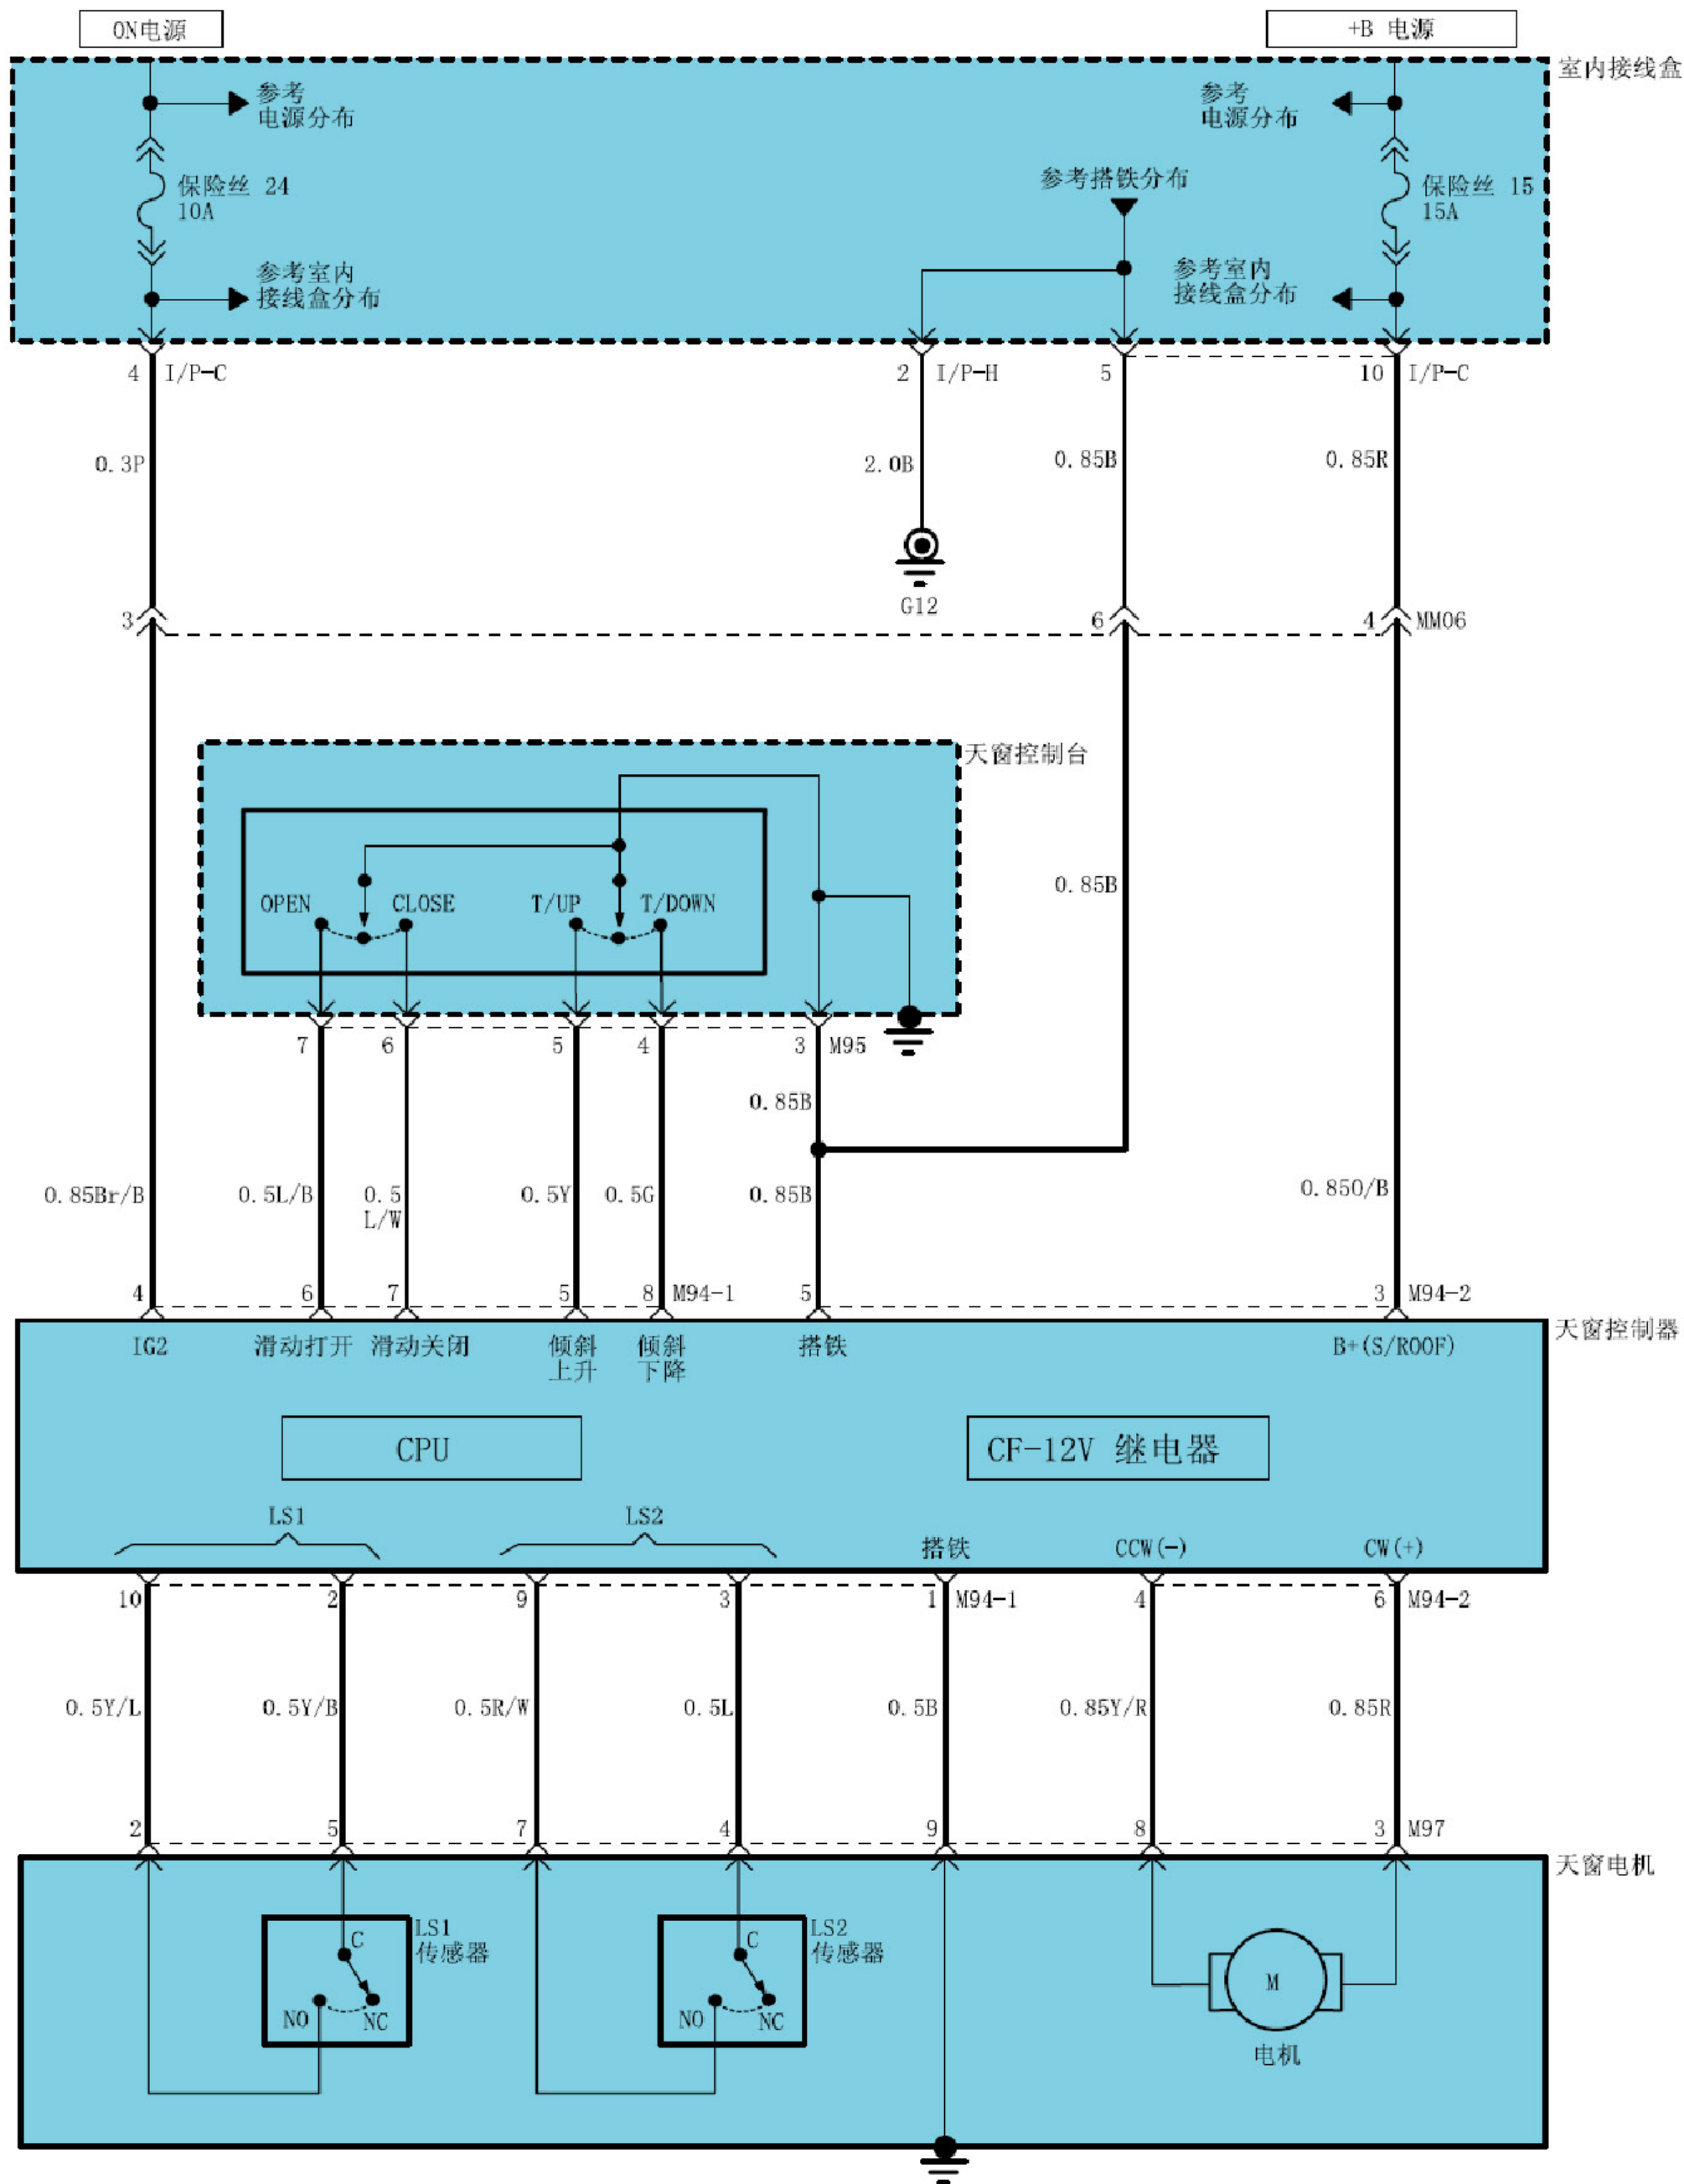 ON电源
+B 电源
室内接线盒
参考
电源分布
参考
电源分布
保险丝 24
10A
参考搭铁分布
保险丝 15
15A
参考室内
接线盒分布
参考室内
接线盒分布
4 I/P-C
2 I/P-H
5
10 I/P-C
0.3P
2.0B
0.85B
0.85R
G12
3
6
4 MM06
天窗控制台
OPEN
CLOSE
T/UP
T/DOWN
0.85B
7
6
5
4
3 M95
0.85B
0.85Br/B
0.5L/B
0.5
L/W
0.5Y
0.5G
0.85B
0.85O/B
4
6
7
5
8 M94-1
5
3 M94-2
天窗控制器
IG2
滑动打开
滑动关闭
倾斜
上升
倾斜
下降
搭铁
B+(S/ROOF)
CPU
CF-12V 继电器
LS1
LS2
搭铁
CCW(-)
CW(+)
10
2
9
3
1 M94-1
4
6 M94-2
0.5Y/L
0.5Y/B
0.5R/W
0.5L
0.5B
0.85Y/R
0.85R
2
5
7
4
9
8
3 M97
天窗电机
C
LS1
传感器
NO
NC
C
LS2
传感器
NO
NC
M
电机